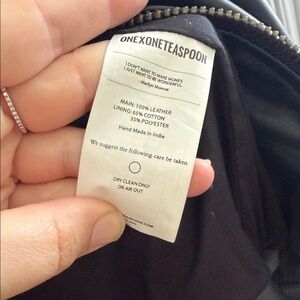 ONEXONETEASPOON
I DON'T WANT TO MAKE MONEY,
I JUST WANT TO BE WONDERFUL.
- Marilyn Monroe
MAIN: 100% LEATHER
LINING: 65% COTTON
35% POLYESTER
Hand Made in India
We suggest the following care be taken
DRY CLEAN ONLY
OR AIR OUT